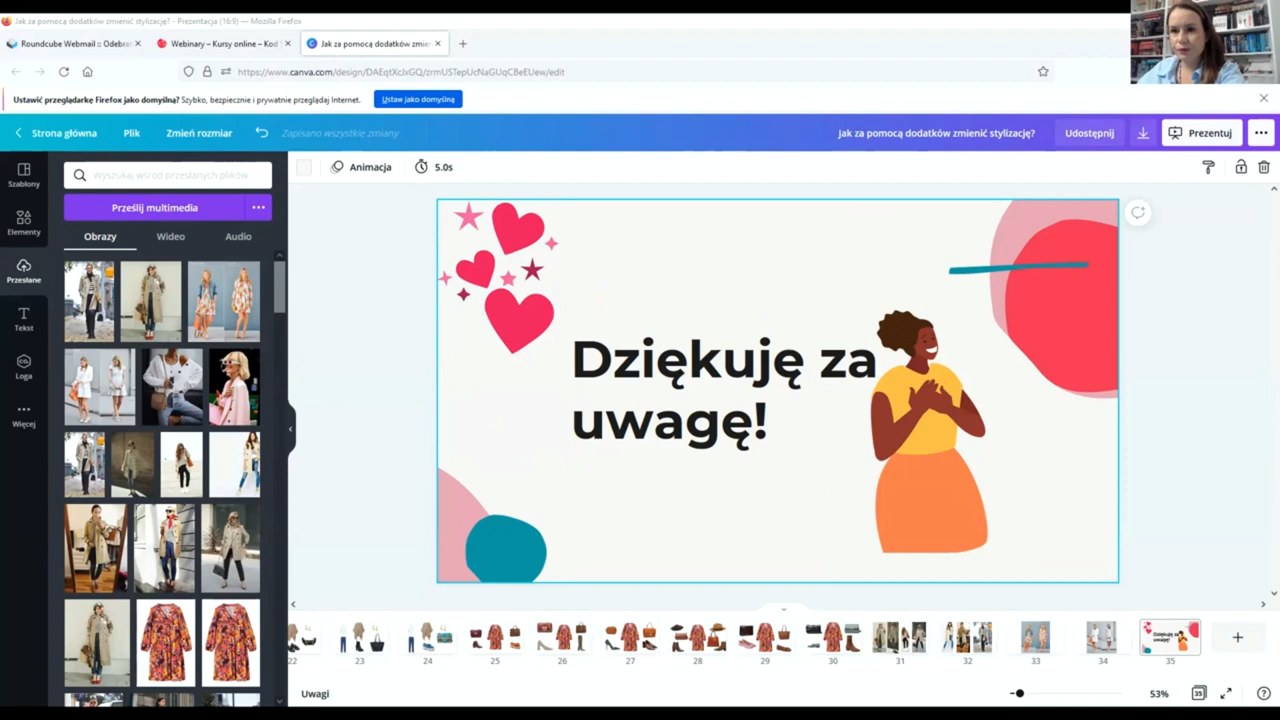 Jak za pomocą dodatków zmienić stylizację? - Prezentacja (16:9) — Mozilla Firefox
Roundcube Webmail :: Odebra
Webinary – Kursy online – Kod
Jak za pomocą dodatków zmie
https://www.canva.com/design/DAEqtXcJxGQ/zrmUSTepUcNaGUqCBeEUew/edit
Ustawić przeglądarkę Firefox jako domyślną? Szybko, bezpiecznie i prywatnie przeglądaj Internet.
Ustaw jako domyślną
Strona główna
Plik
Zmień rozmiar
Zapisano wszystkie zmiany
Jak za pomocą dodatków zmienić stylizację?
Udostępnij
Prezentuj
Szablony
Elementy
Przesłane
Tekst
CO.
Loga
Więcej
Wyszukaj wśród przesłanych plików
Prześlij multimedia
Obrazy
Wideo
Audio
Animacja
5.0s
Dziękuję za
uwagę!
22
23
24
25
26
27
28
29
30
31
32
33
34
Dziękuję za
uwagę!
35
Uwagi
53%
35